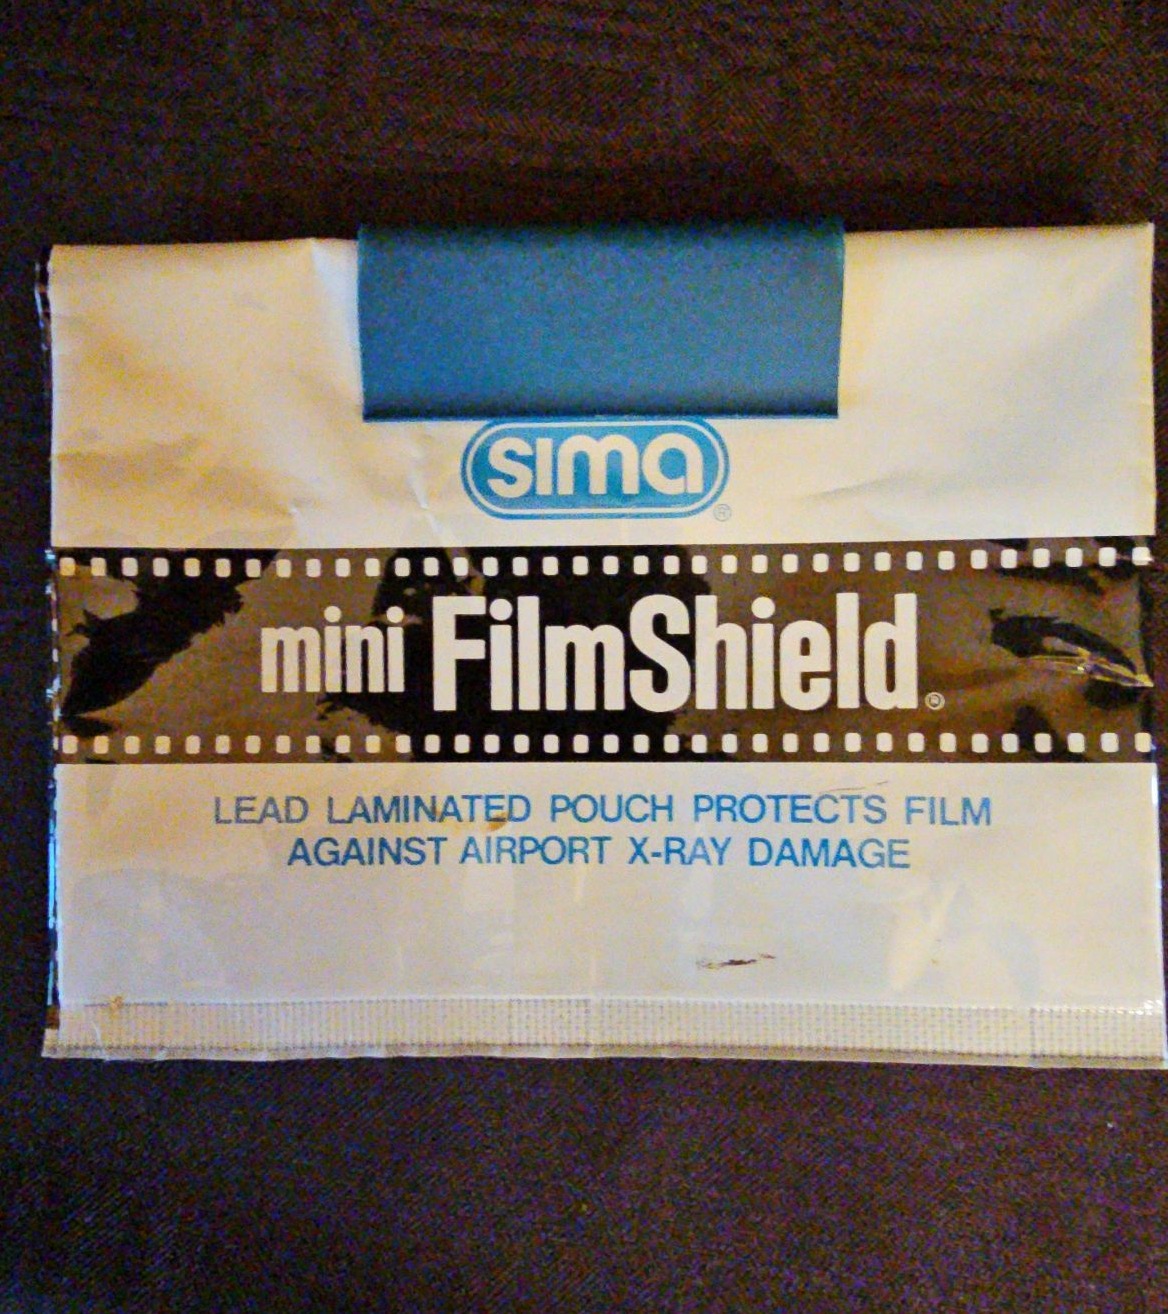 sima®
mini FilmShield®
LEAD LAMINATED POUCH PROTECTS FILM
AGAINST AIRPORT X-RAY DAMAGE